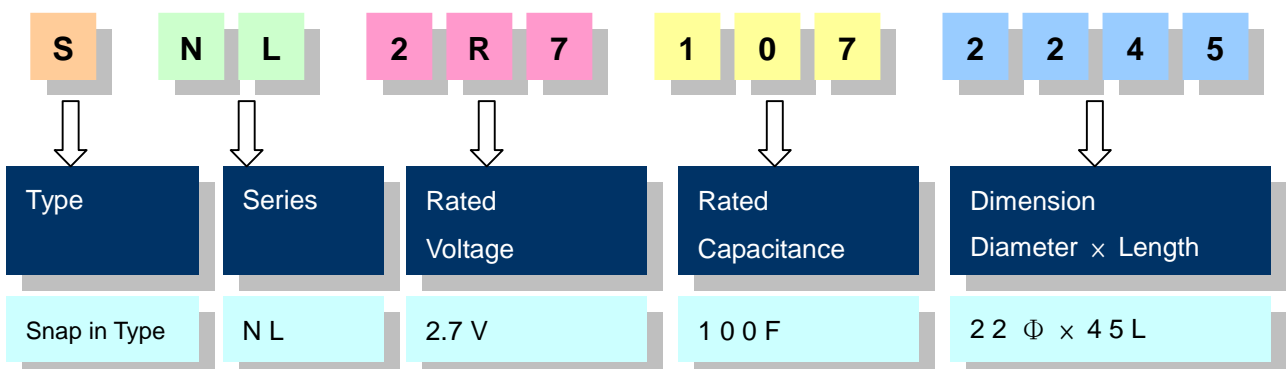 S N L 2 R 7 1 0 7 2 2 4 5
Type Series Rated Rated Dimension
Voltage Capacitance Diameter × Length
Snap in Type N L 2.7 V 1 0 0 F 2 2 Φ × 4 5 L